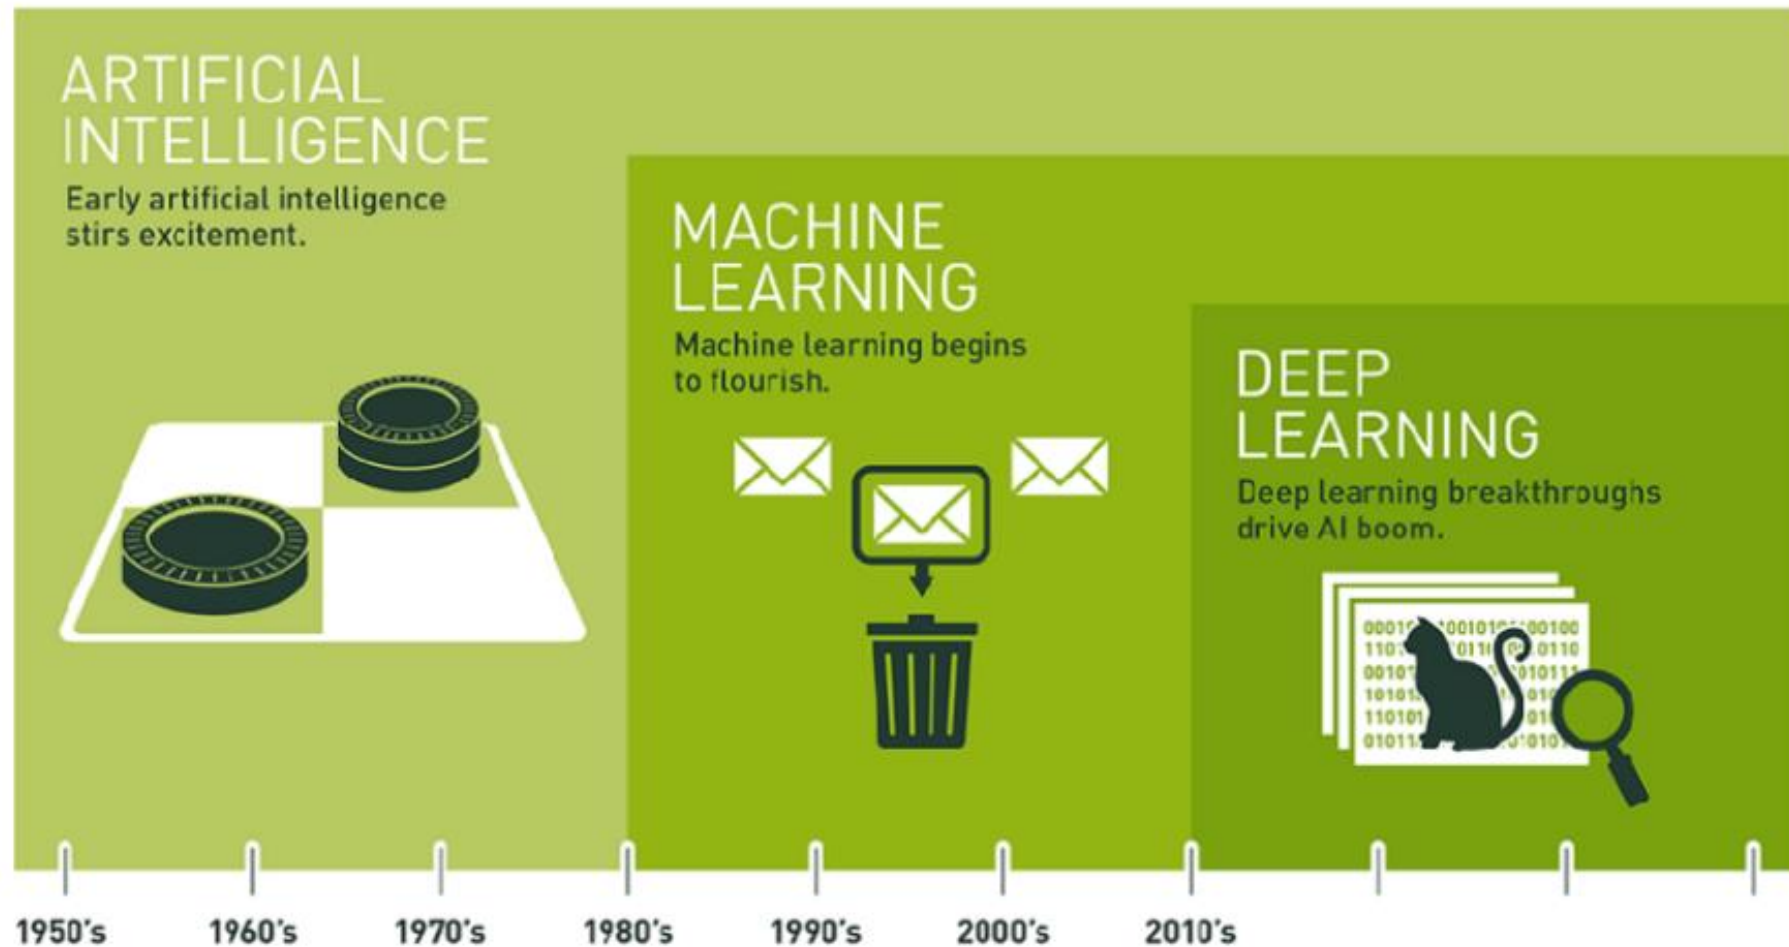 ARTIFICIAL
INTELLIGENCE
Early artificial intelligence
stirs excitement.
MACHINE
LEARNING
Machine learning begins
to flourish.
DEEP
LEARNING
Deep learning breakthroughs
drive AI boom.
1950's 1960's 1970's 1980's 1990's 2000's 2010's